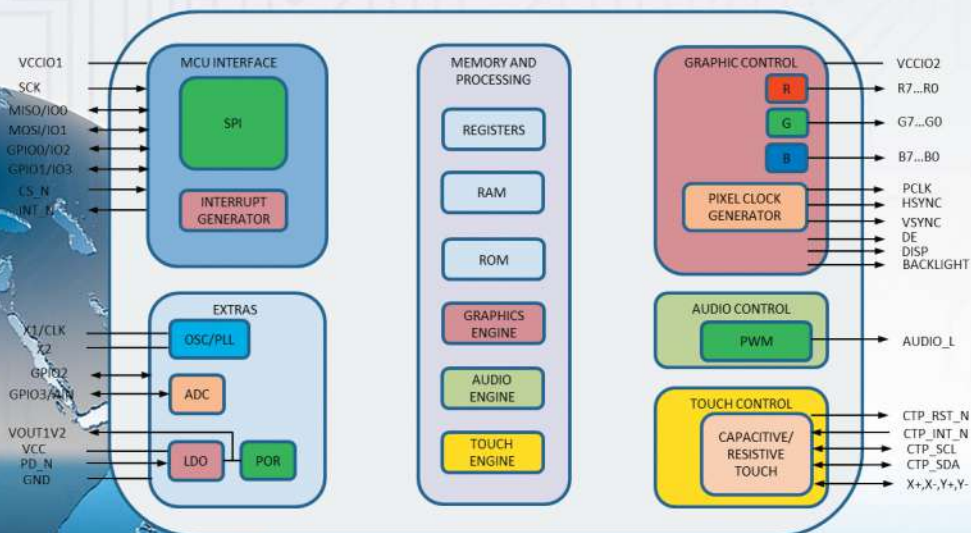 VCCIO1
SCK
MISO/IO0
MOSI/IO1
GPIO0/IO2
GPIO1/IO3
CS_N
INT_N
X1/CLK
X2
GPIO2
GPIO3/AIN
VOUT1V2
VCC
PD_N
GND
MCU INTERFACE
SPI
INTERRUPT
GENERATOR
EXTRAS
OSC/PLL
ADC
LDO
POR
MEMORY AND
PROCESSING
REGISTERS
RAM
ROM
GRAPHICS
ENGINE
AUDIO
ENGINE
TOUCH
ENGINE
GRAPHIC CONTROL
R
G
B
PIXEL CLOCK
GENERATOR
AUDIO CONTROL
PWM
TOUCH CONTROL
CAPACITIVE/
RESISTIVE
TOUCH
VCCIO2
R7...R0
G7...G0
B7...B0
PCLK
HSYNC
VSYNC
DE
DISP
BACKLIGHT
AUDIO_L
CTP_RST_N
CTP_INT_N
CTP_SCL
CTP_SDA
X+,X-,Y+,Y-